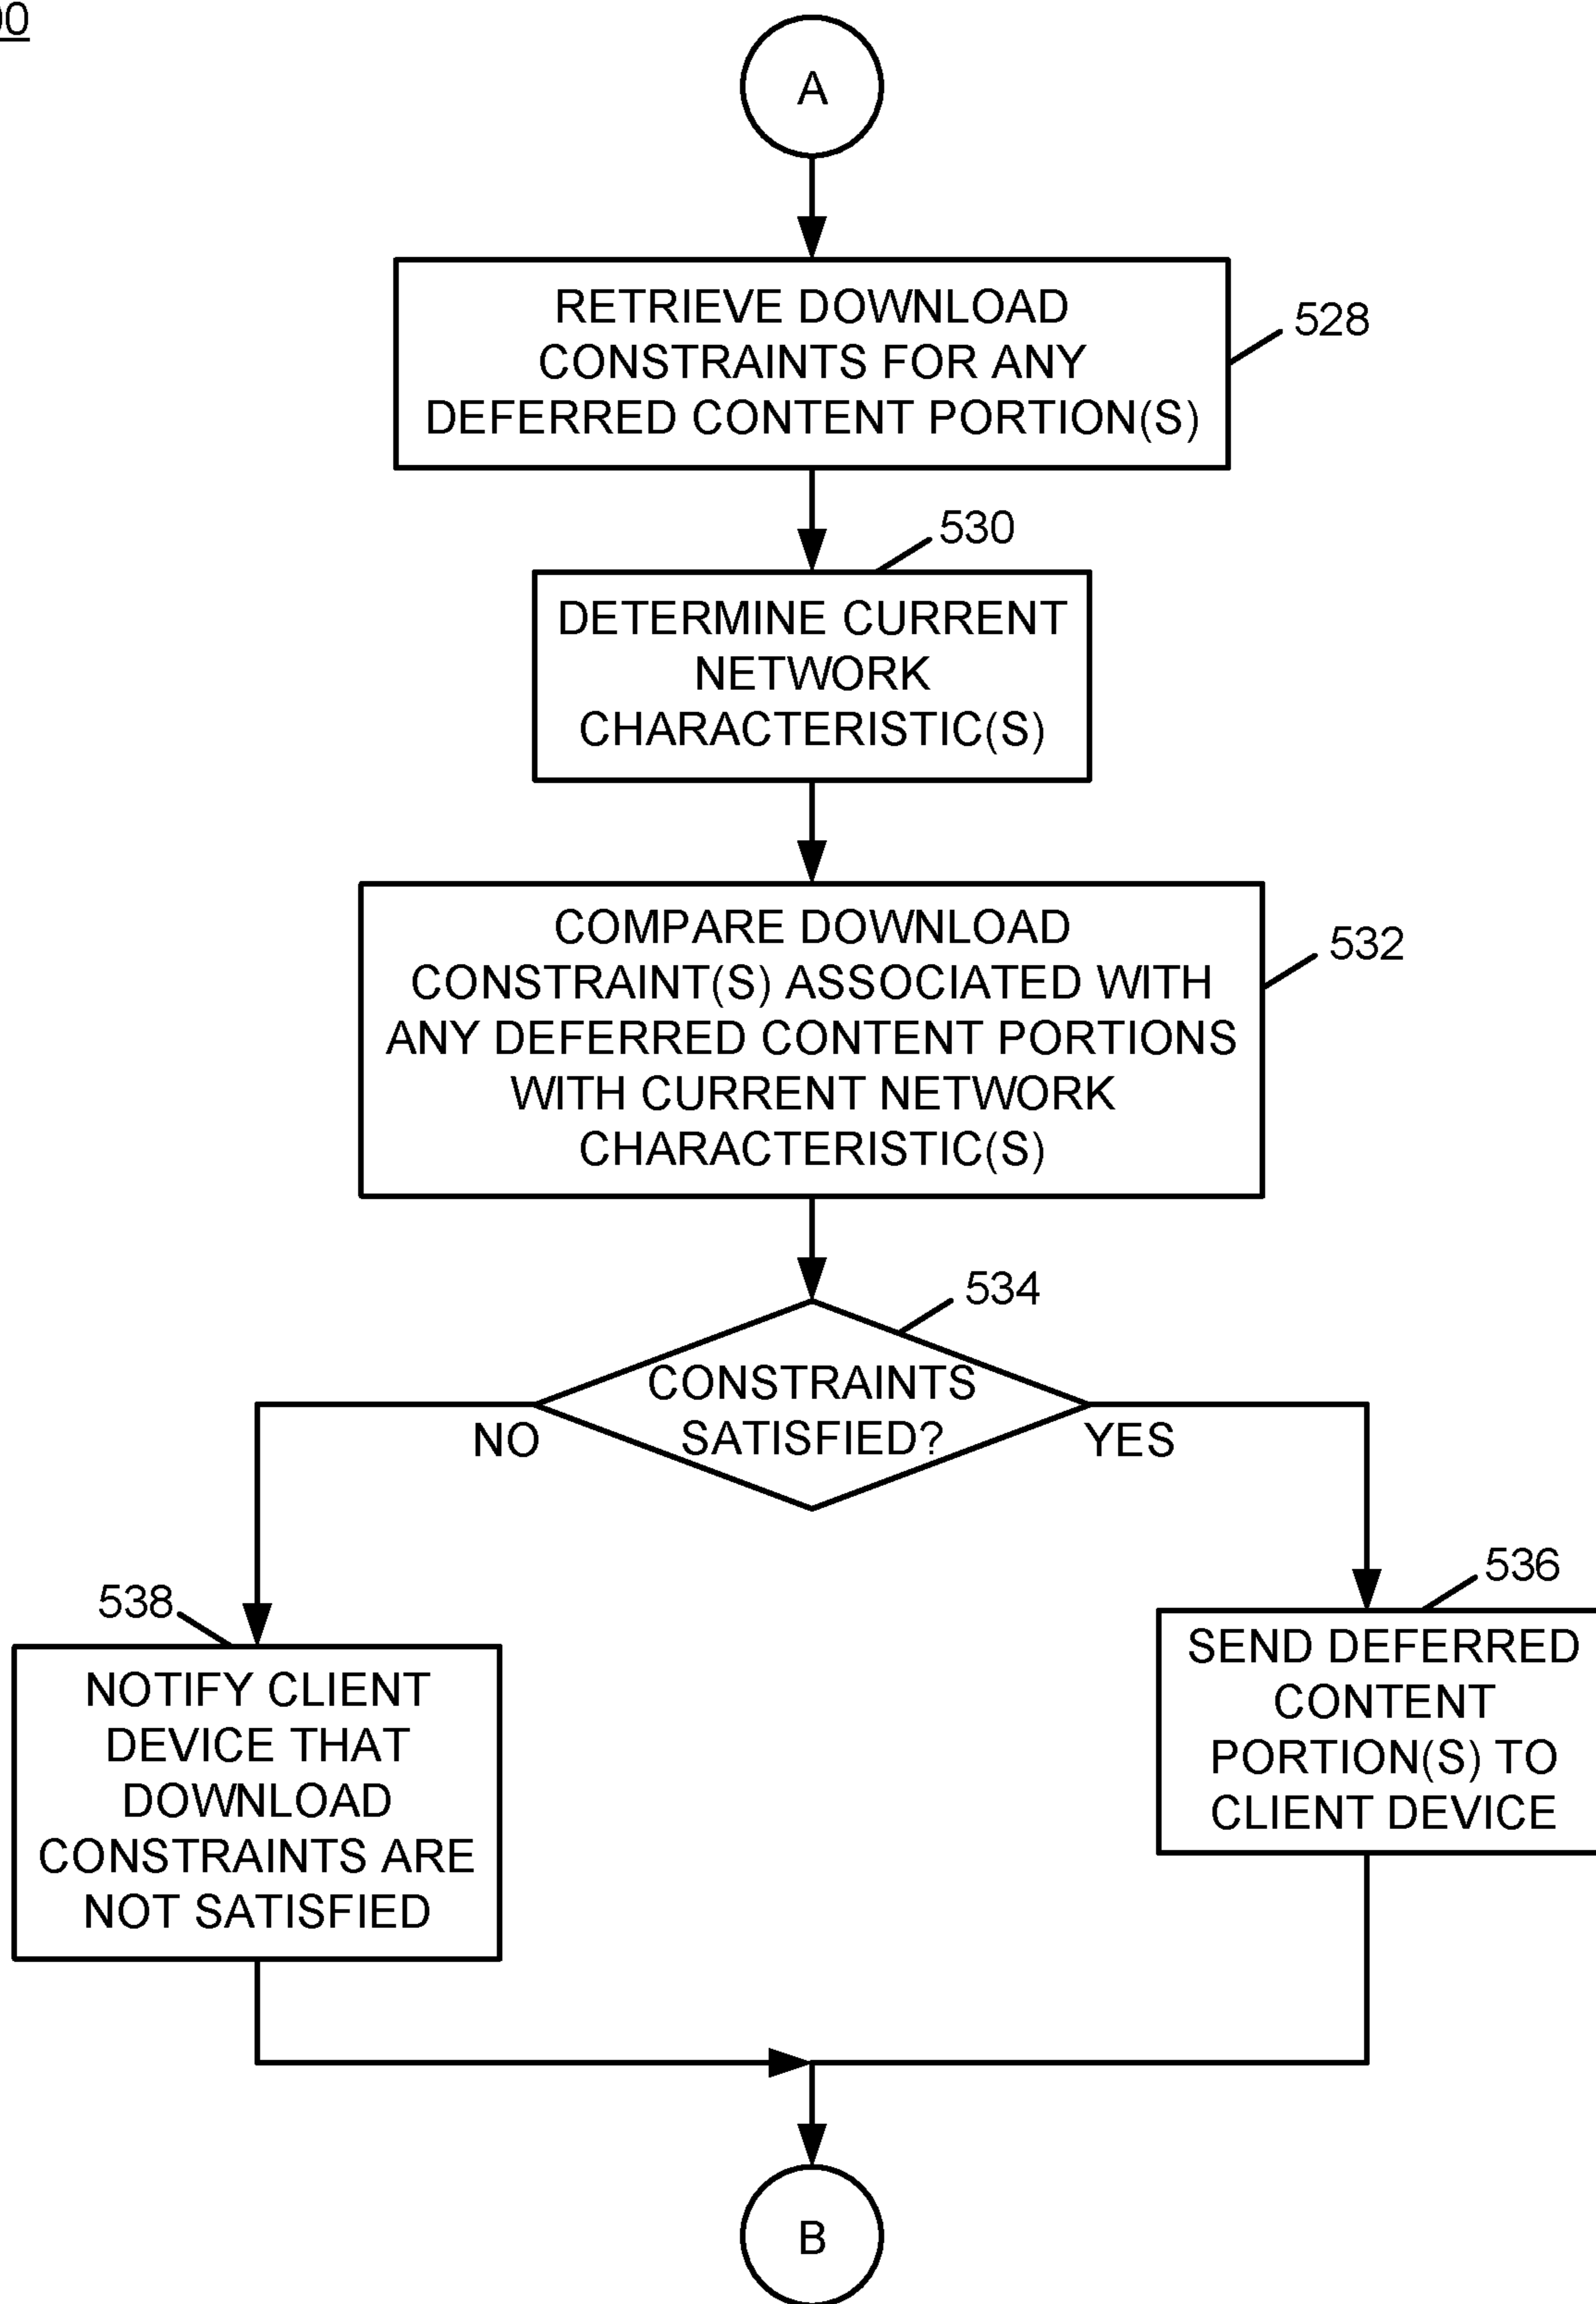 A
RETRIEVE DOWNLOAD
CONSTRAINTS FOR ANY
DEFERRED CONTENT PORTION(S)
528
530
DETERMINE CURRENT
NETWORK
CHARACTERISTIC(S)
COMPARE DOWNLOAD
CONSTRAINT(S) ASSOCIATED WITH
ANY DEFERRED CONTENT PORTIONS
WITH CURRENT NETWORK
CHARACTERISTIC(S)
532
534
CONSTRAINTS
SATISFIED?
NO
YES
538
NOTIFY CLIENT
DEVICE THAT
DOWNLOAD
CONSTRAINTS ARE
NOT SATISFIED
536
SEND DEFERRED
CONTENT
PORTION(S) TO
CLIENT DEVICE
B